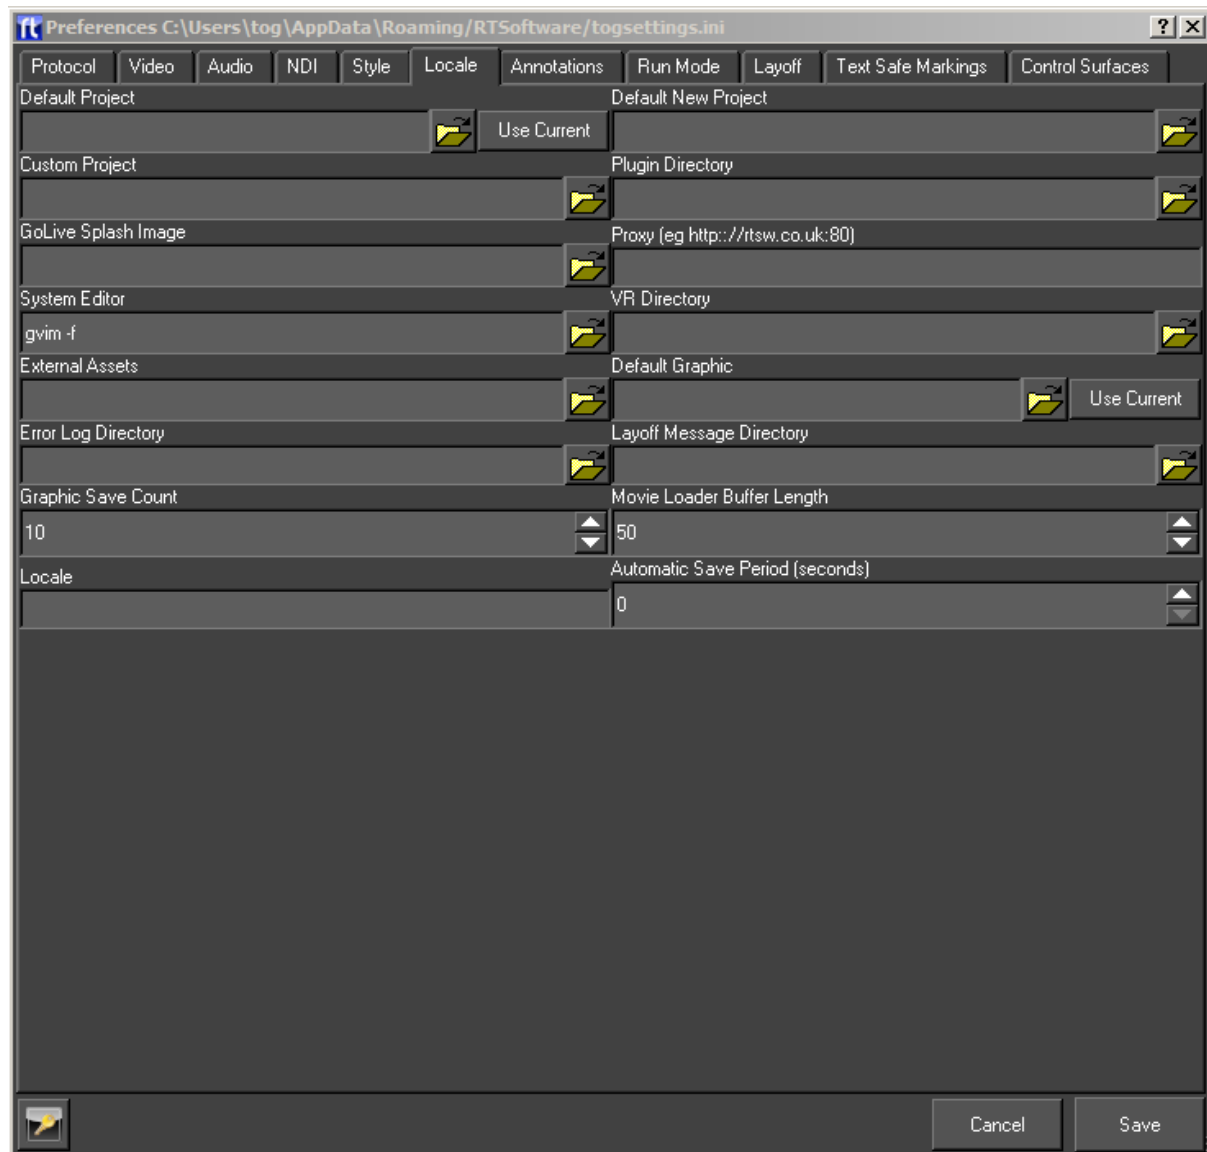 ft Preferences C:\Users\tog\AppData\Roaming/RTSoftware/togsettings.ini ? X
Protocol Video Audio NDI Style Locale Annotations Run Mode Layoff Text Safe Markings Control Surfaces
Default Project Default New Project
Use Current
Custom Project Plugin Directory
GoLive Splash Image Proxy (eg http:://rtsw.co.uk:80)
System Editor VR Directory
gvim -f
External Assets Default Graphic
Use Current
Error Log Directory Layoff Message Directory
Graphic Save Count Movie Loader Buffer Length
10 50
Locale Automatic Save Period (seconds)
0
Cancel Save